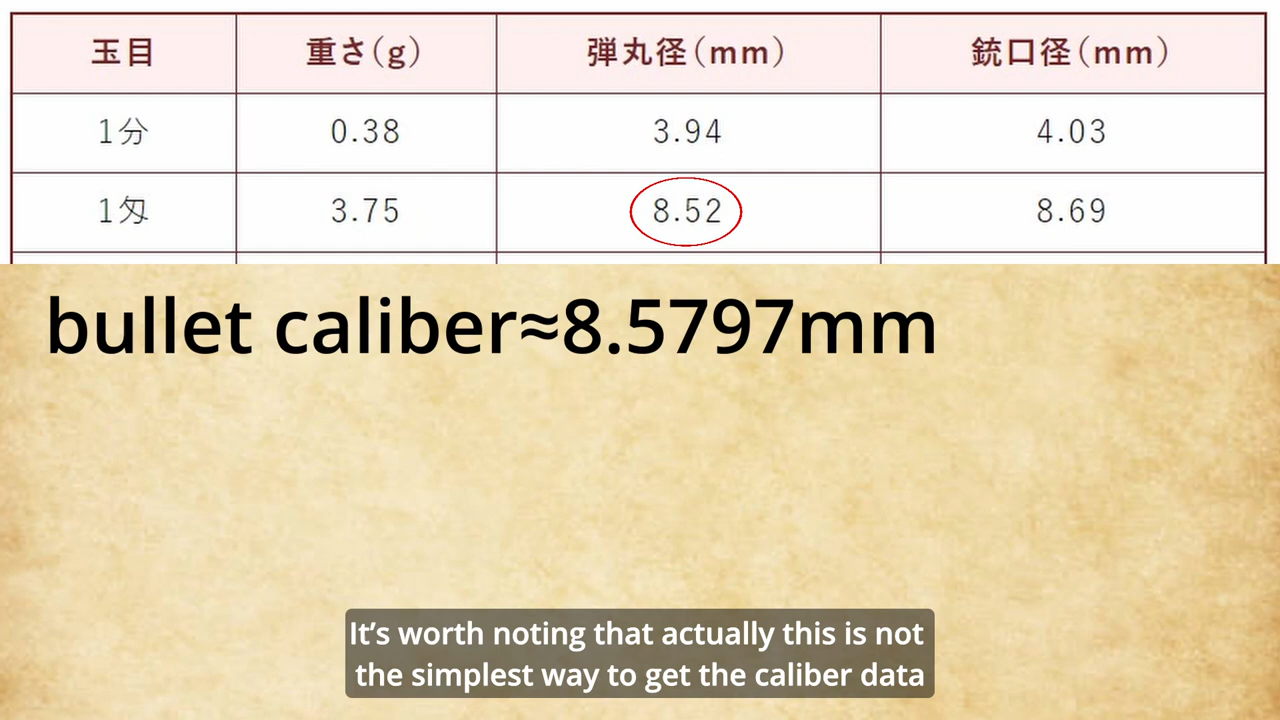 玉目 重さ(g) 弾丸径(mm) 銃口径(mm)
1分 0.38 3.94 4.03
1匁 3.75 8.52 8.69
bullet caliber≈8.5797mm
It’s worth noting that actually this is not
the simplest way to get the caliber data